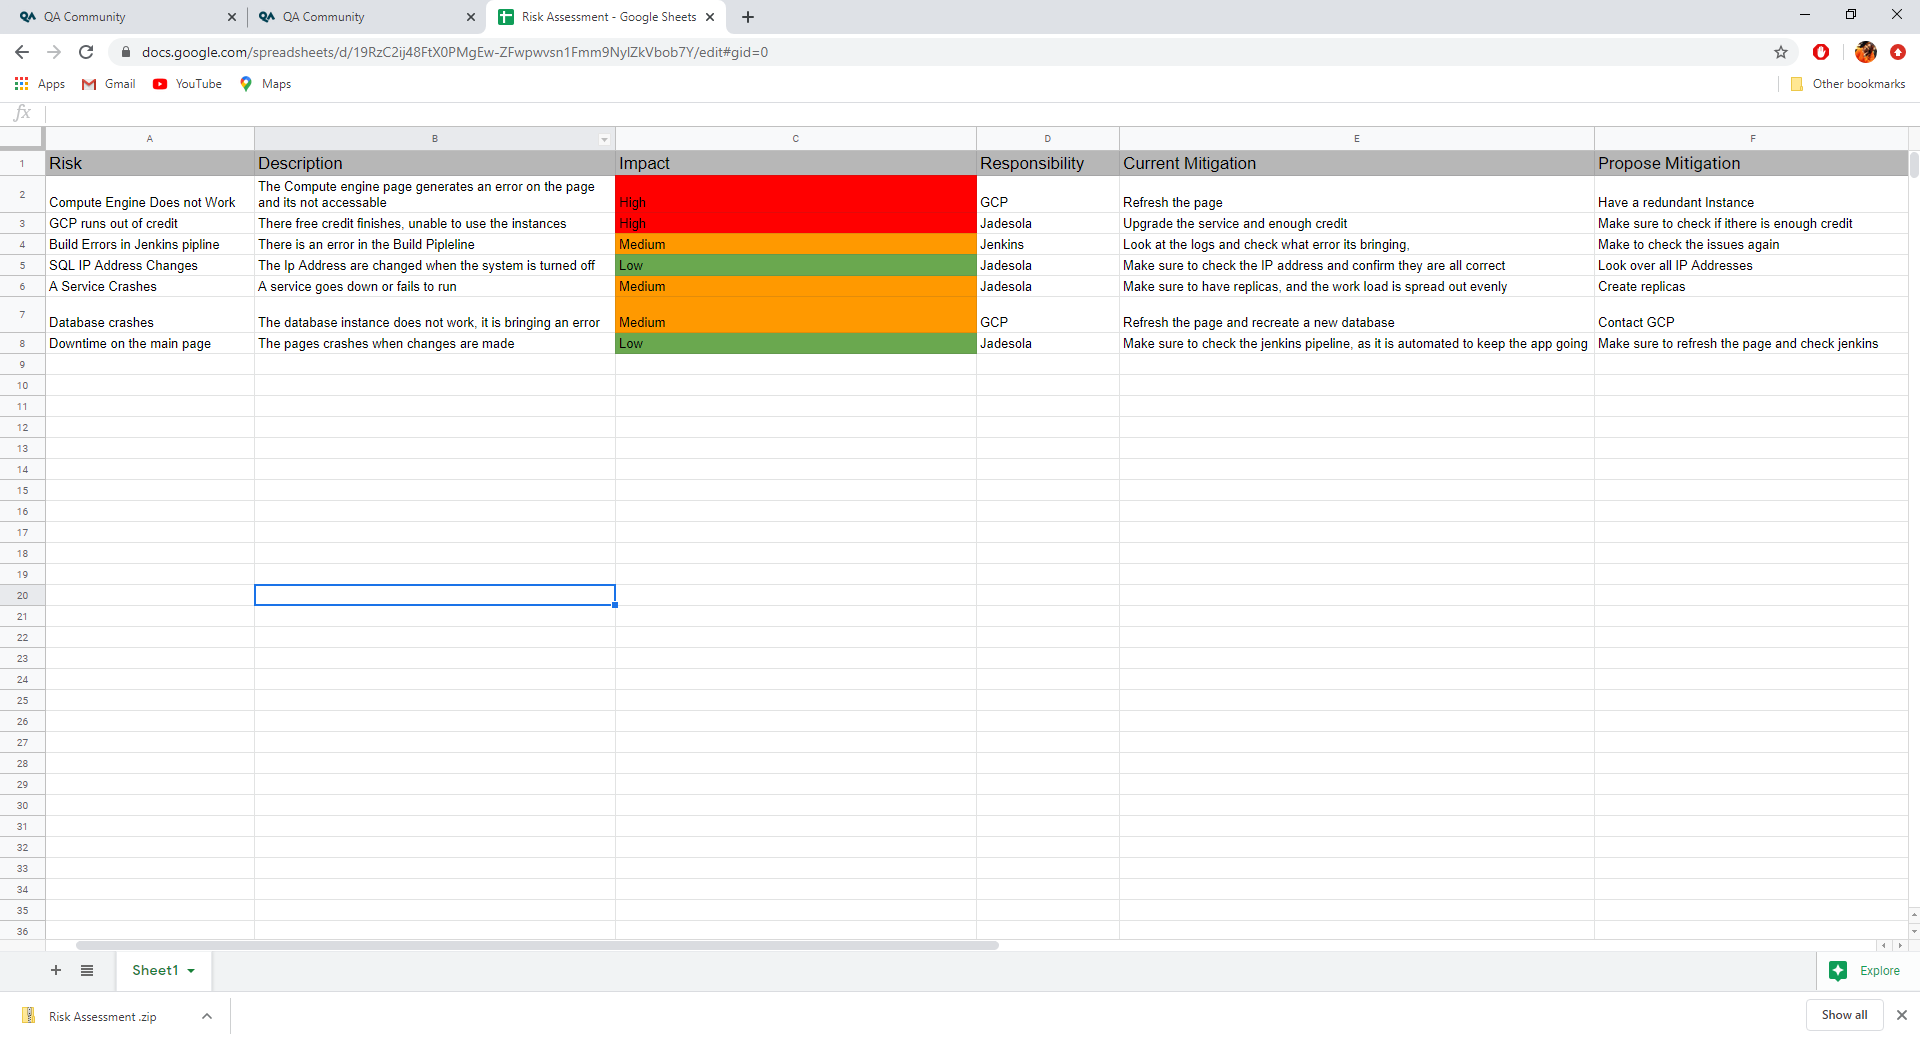 QA QA Community
QA QA Community
Risk Assessment - Google Sheets
docs.google.com/spreadsheets/d/19RzC2ij48FtX0PMgEw-ZFwpwvsn1Fmm9NylZkVbob7Y/edit#gid=0
Apps Gmail YouTube Maps Other bookmarks
fx
A B C D E F
1 Risk Description Impact Responsibility Current Mitigation Propose Mitigation
The Compute engine page generates an error on the page
2 Compute Engine Does not Work and its not accessable High GCP Refresh the page Have a redundant Instance
3 GCP runs out of credit There free credit finishes, unable to use the instances High Jadesola Upgrade the service and enough credit Make sure to check if ithere is enough credit
4 Build Errors in Jenkins pipline There is an error in the Build Pipleline Medium Jenkins Look at the logs and check what error its bringing, Make to check the issues again
5 SQL IP Address Changes The Ip Address are changed when the system is turned off Low Jadesola Make sure to check the IP address and confirm they are all correct Look over all IP Addresses
6 A Service Crashes A service goes down or fails to run Medium Jadesola Make sure to have replicas, and the work load is spread out evenly Create replicas
7 Database crashes The database instance does not work, it is bringing an error Medium GCP Refresh the page and recreate a new database Contact GCP
8 Downtime on the main page The pages crashes when changes are made Low Jadesola Make sure to check the jenkins pipeline, as it is automated to keep the app going Make sure to refresh the page and check jenkins
9
10
11
12
13
14
15
16
17
18
19
20
21
22
23
24
25
26
27
28
29
30
31
32
33
34
35
36
Sheet1 Explore
Risk Assessment .zip Show all